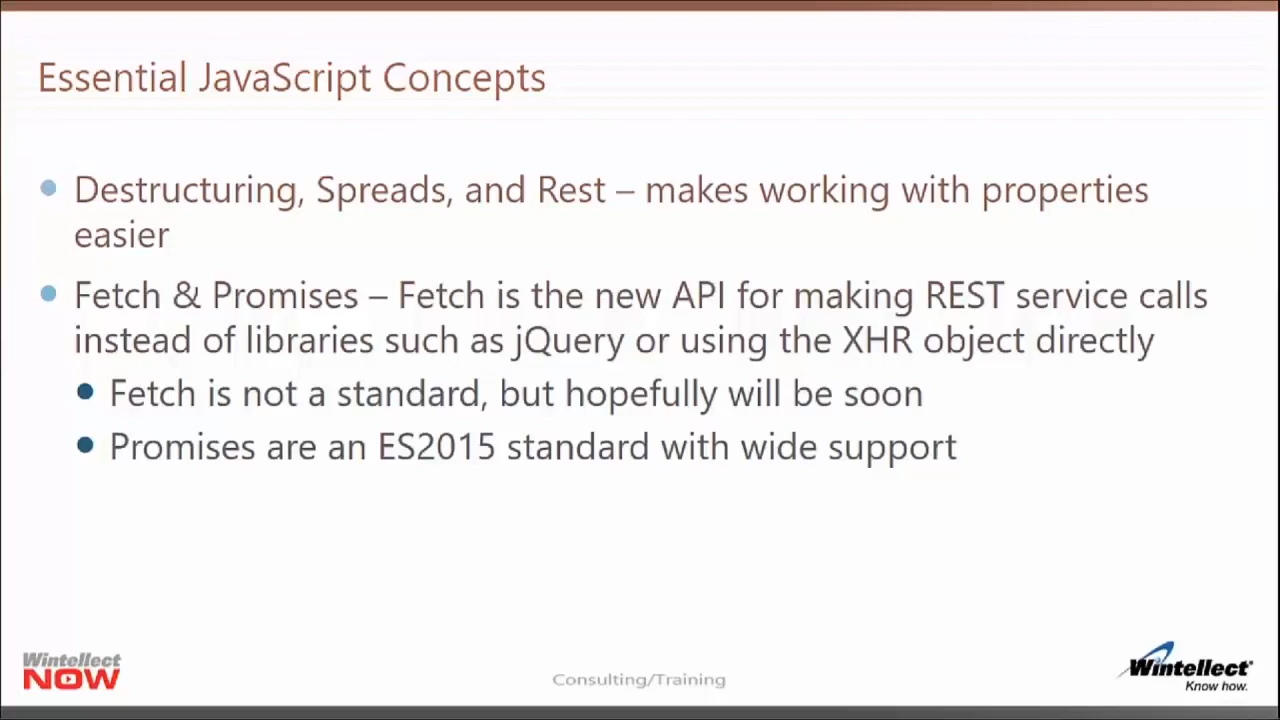 Essential JavaScript Concepts
Destructuring, Spreads, and Rest – makes working with properties
easier
Fetch & Promises – Fetch is the new API for making REST service calls
instead of libraries such as jQuery or using the XHR object directly
Fetch is not a standard, but hopefully will be soon
Promises are an ES2015 standard with wide support
Wintellect
NOW
Consulting/Training
Wintellect®
Know how.